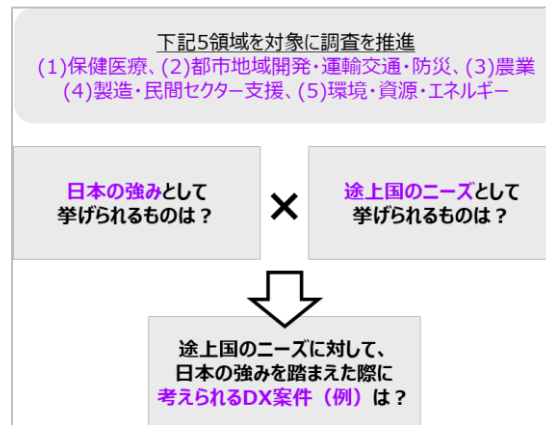 下記5領域を対象に調査を推進
(1)保健医療、(2)都市地域開発・運輸交通・防災、(3)農業
(4)製造・民間セクター支援、(5)環境・資源・エネルギー
日本の強みとして
挙げられるものは？
×
途上国のニーズとして
挙げられるものは？
途上国のニーズに対して、
日本の強みを踏まえた際に
考えられるDX案件（例）は？